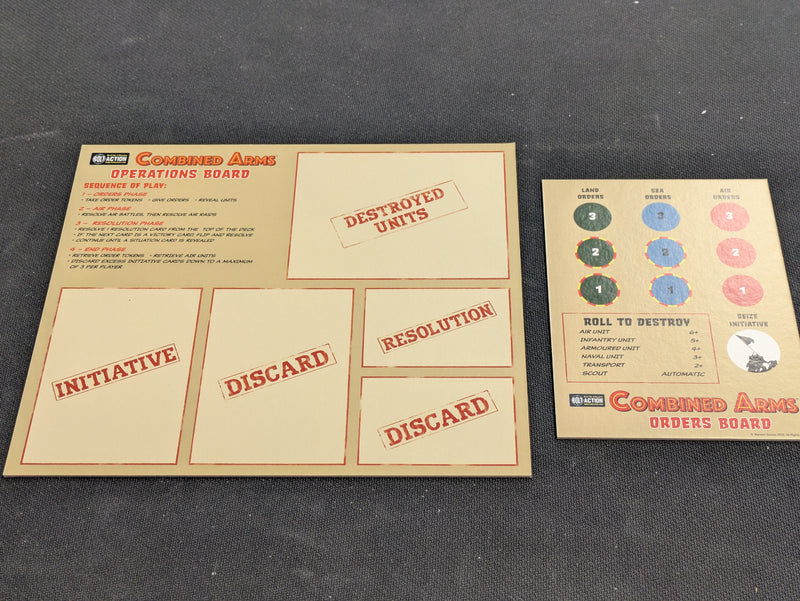 BOLT ACTION
COMBINED ARMS
OPERATIONS BOARD
SEQUENCE OF PLAY:
1 – ORDERS PHASE
• TAKE ORDER TOKENS • GIVE ORDERS • REVEAL UNITS
2 – AIR PHASE
• RESOLVE AIR BATTLES, THEN RESOLVE AIR RAIDS
3 – RESOLUTION PHASE
• RESOLVE 1 RESOLUTION CARD FROM THE TOP OF THE DECK
• IF THE NEXT CARD IS A VICTORY CARD FLIP AND RESOLVE
• CONTINUE UNTIL A SITUATION CARD IS REVEALED
4 – END PHASE
• RETRIEVE ORDER TOKENS • RETRIEVE AIR UNITS
• DISCARD EXCESS INITIATIVE CARDS DOWN TO A MAXIMUM
OF 3 PER PLAYER
DESTROYED
UNITS
INITIATIVE
DISCARD
RESOLUTION
DISCARD
LAND ORDERS
SEA ORDERS
AIR ORDERS
3 3 3
2 2 2
1 1 1
ROLL TO DESTROY
AIR UNIT 6+
INFANTRY UNIT 5+
ARMOURED UNIT 4+
NAVAL UNIT 3+
TRANSPORT 2+
SCOUT AUTOMATIC
SEIZE
INITIATIVE
BOLT ACTION
COMBINED ARMS
ORDERS BOARD